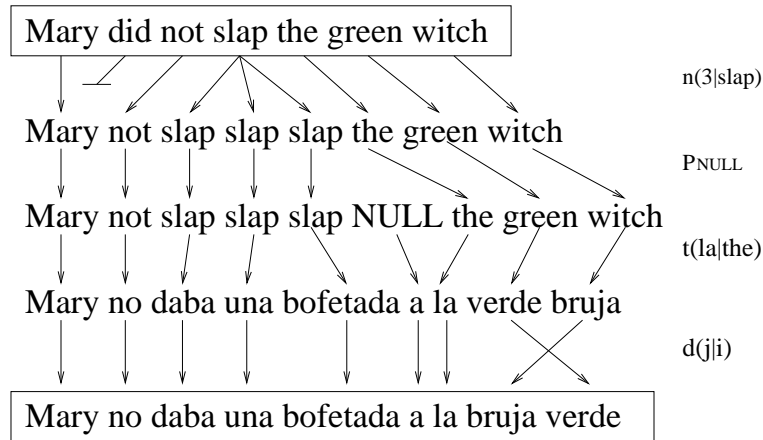 Mary did not slap the green witch
n(3|slap)
Mary not slap slap slap the green witch
PNULL
Mary not slap slap slap NULL the green witch
t(la|the)
Mary no daba una bofetada a la verde bruja
d(j|i)
Mary no daba una bofetada a la bruja verde